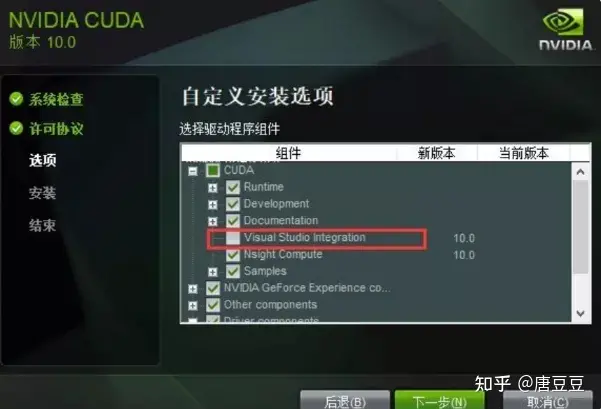 NVIDIA CUDA
版本 10.0
NVIDIA.
系统检查
许可协议
选项
安装
结束
自定义安装选项
选择驱动程序组件
组件 新版本 当前版本
CUDA
Runtime
Development
Documentation
Visual Studio Integration 10.0
Nsight Compute 10.0
Samples
NVIDIA GeForce Experience co...
Other components
Driver components
后退(B) 下一步(N) 取消(C)
知乎 @唐豆豆